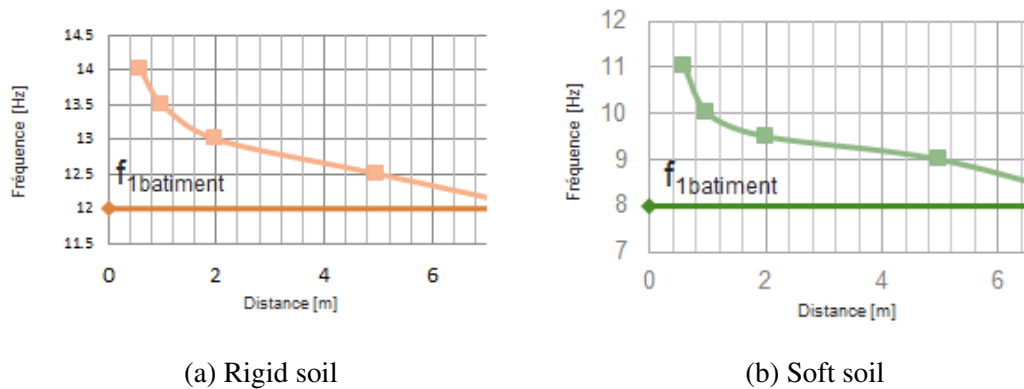 14.5
14
13.5
13
12.5
12
11.5
Fréquence [Hz]
f1batiment
0 2 4 6
Distance [m]
(a) Rigid soil
12
11
10
9
8
7
Fréquence [Hz]
f1batiment
0 2 4 6
Distance [m]
(b) Soft soil